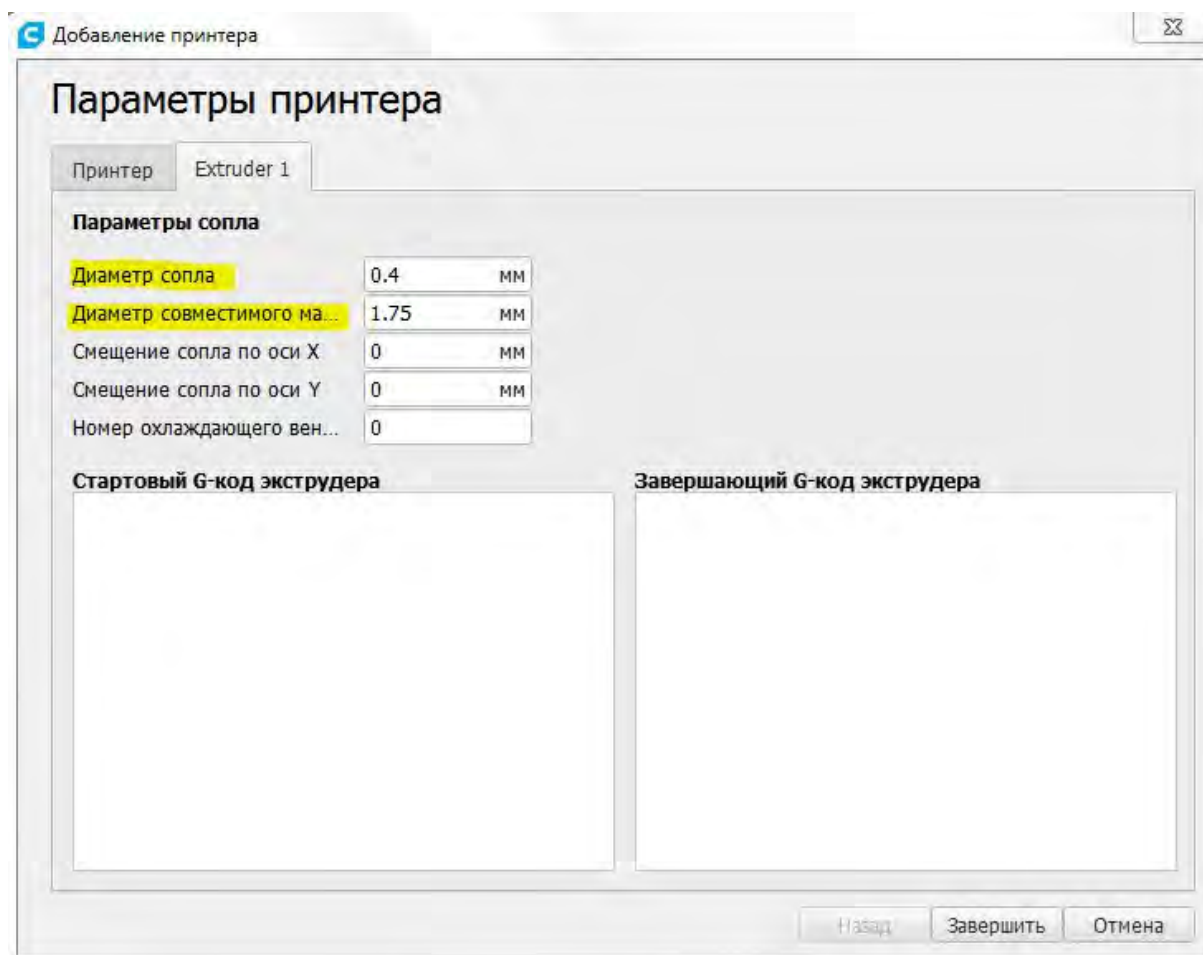 Добавление принтера
Параметры принтера
Принтер Extruder 1
Параметры сопла
Диаметр сопла 0.4 мм
Диаметр совместимого ма... 1.75 мм
Смещение сопла по оси X 0 мм
Смещение сопла по оси Y 0 мм
Номер охлаждающего вен... 0
Стартовый G-код экструдера Завершающий G-код экструдера
Назад Завершить Отмена